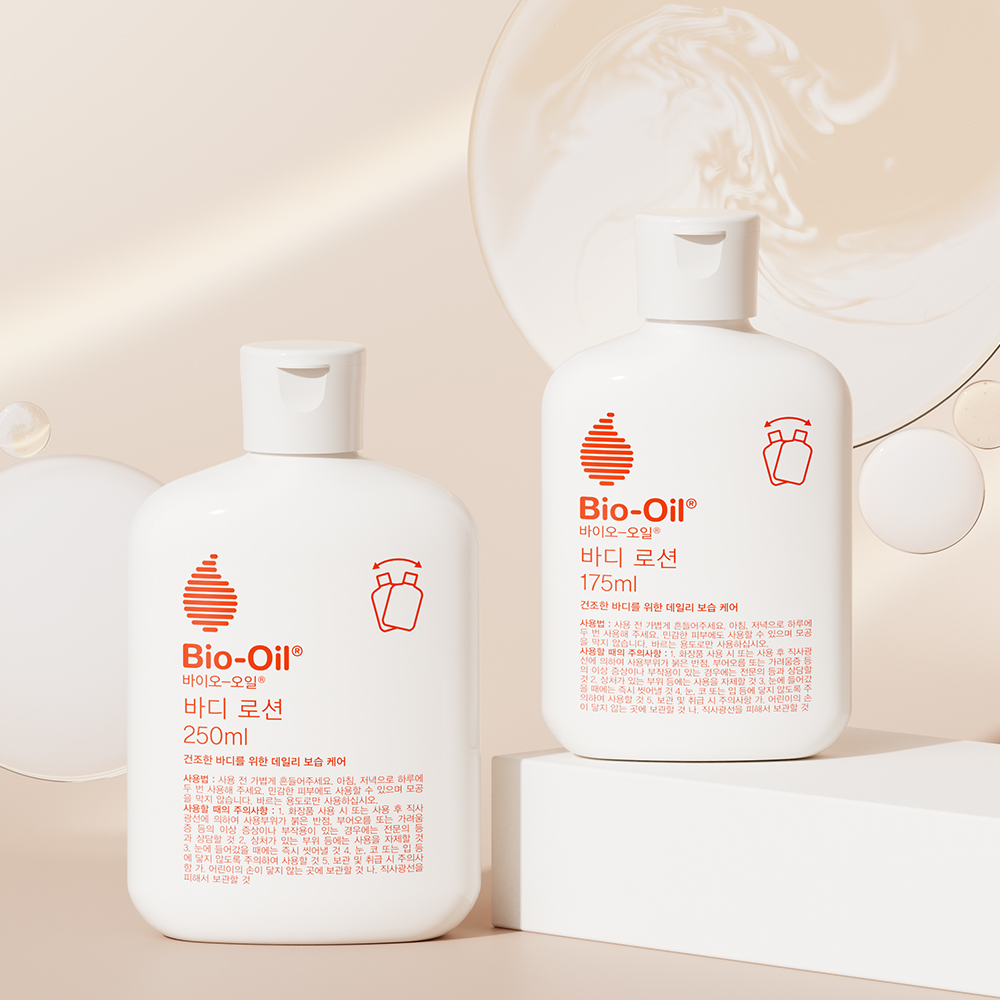 Bio-Oil®
바이오-오일®
바디 로션
250ml
건조한 바디를 위한 데일리 보습 케어
사용법 : 사용 전 가볍게 흔들어주세요. 아침, 저녁으로 하루에
두 번 사용해 주세요. 민감한 피부에도 사용할 수 있으며 모공
을 막지 않습니다. 바르는 용도로만 사용하십시오.
사용할 때의 주의사항 : 1. 화장품 사용 시 또는 사용 후 직사
광선에 의하여 사용부위가 붉은 반점, 부어오름 또는 가려움
증 등의 이상 증상이나 부작용이 있는 경우에는 전문의 등
과 상담할 것 2. 상처가 있는 부위 등에는 사용을 자제할 것
3. 눈에 들어갔을 때에는 즉시 씻어낼 것 4. 눈, 코 또는 입 등
에 닿지 않도록 주의하여 사용할 것 5. 보관 및 취급 시 주의사
항 가. 어린이의 손이 닿지 않는 곳에 보관할 것 나. 직사광선을
피해서 보관할 것
Bio-Oil®
바이오-오일®
바디 로션
175ml
건조한 바디를 위한 데일리 보습 케어
사용법 : 사용 전 가볍게 흔들어주세요. 아침, 저녁으로 하루에
두 번 사용해 주세요. 민감한 피부에도 사용할 수 있으며 모공
을 막지 않습니다. 바르는 용도로만 사용하십시오.
사용할 때의 주의사항 : 1. 화장품 사용 시 또는 사용 후 직사광
선에 의하여 사용부위가 붉은 반점, 부어오름 또는 가려움증 등
의 이상 증상이나 부작용이 있는 경우에는 전문의 등과 상담할
것 2. 상처가 있는 부위 등에는 사용을 자제할 것 3. 눈에 들어갔
을 때에는 즉시 씻어낼 것 4. 눈, 코 또는 입 등에 닿지 않도록 주
의하여 사용할 것 5. 보관 및 취급 시 주의사항 가. 어린이의 손
이 닿지 않는 곳에 보관할 것 나. 직사광선을 피해서 보관할 것